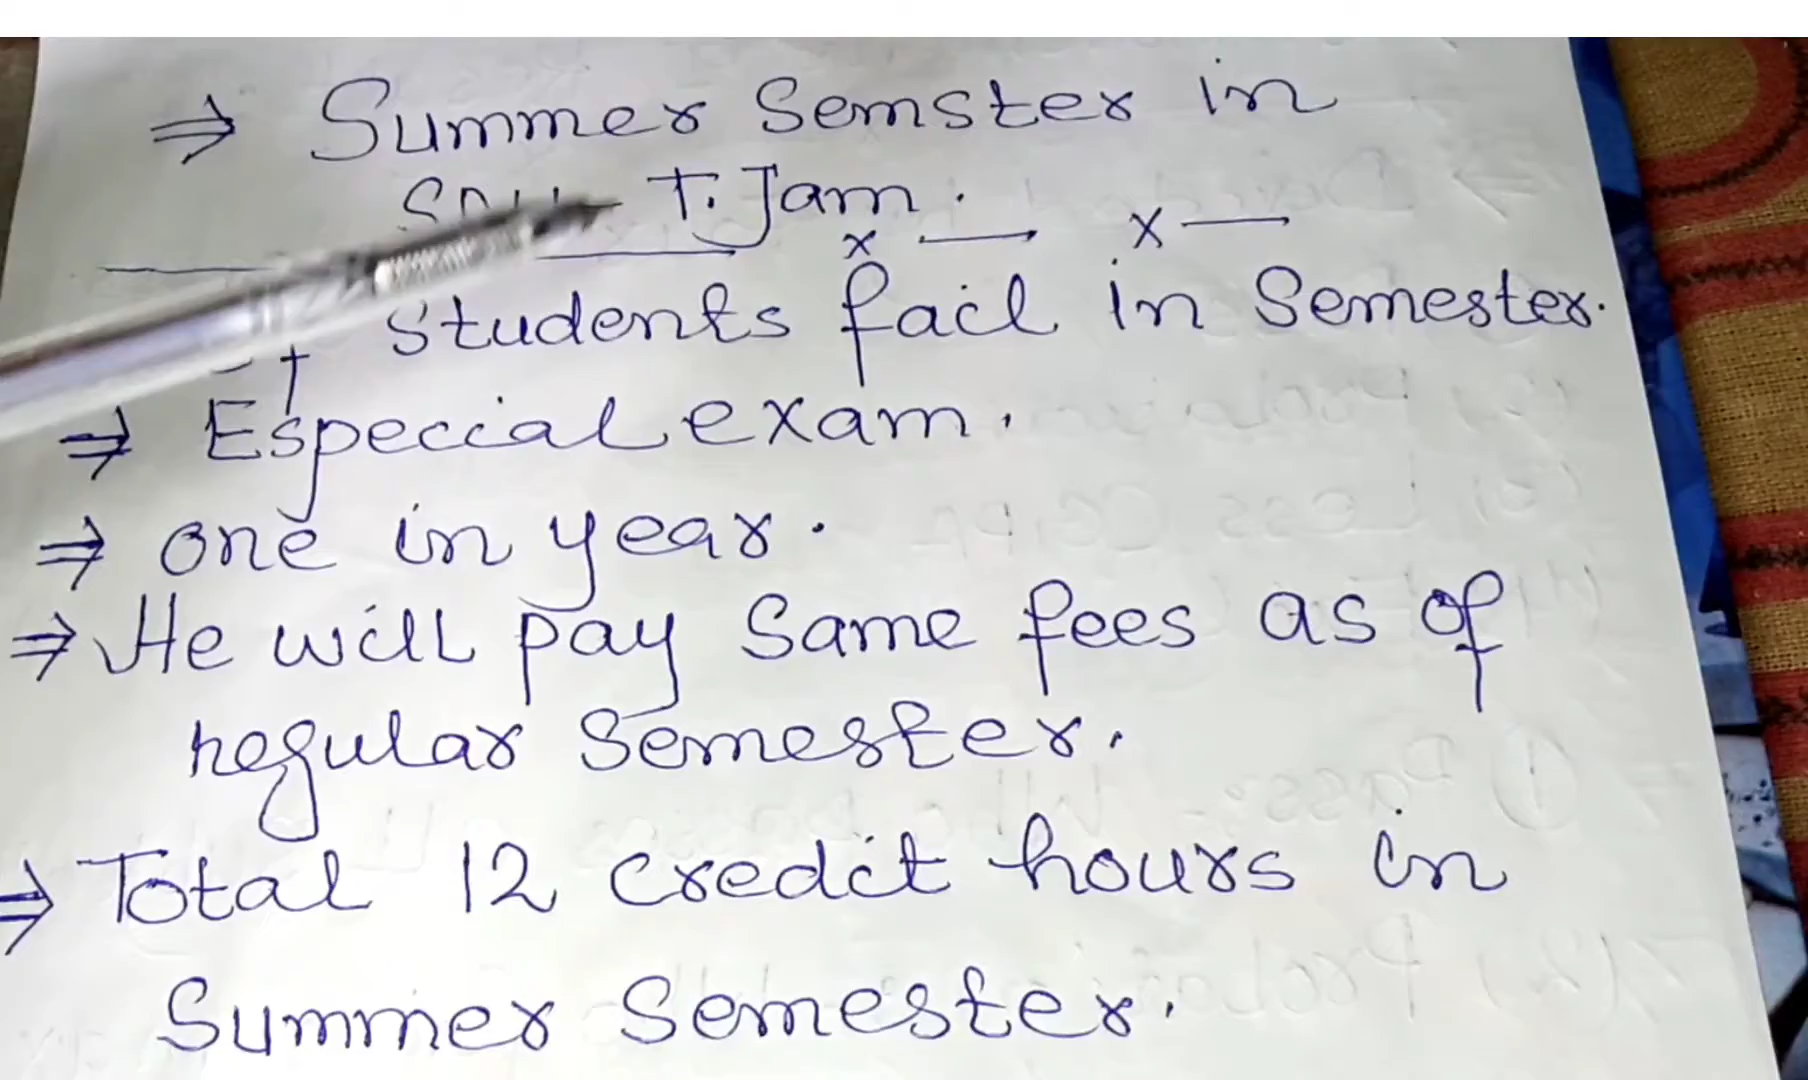 ⇒ Summer Semster in
T. Jam.
x — x —
Students fail in Semester.
⇒ Especial exam.
⇒ one in year.
⇒ He will pay Same fees as of
regular Semester.
⇒ Total 12 credit hours in
Summer Semester.